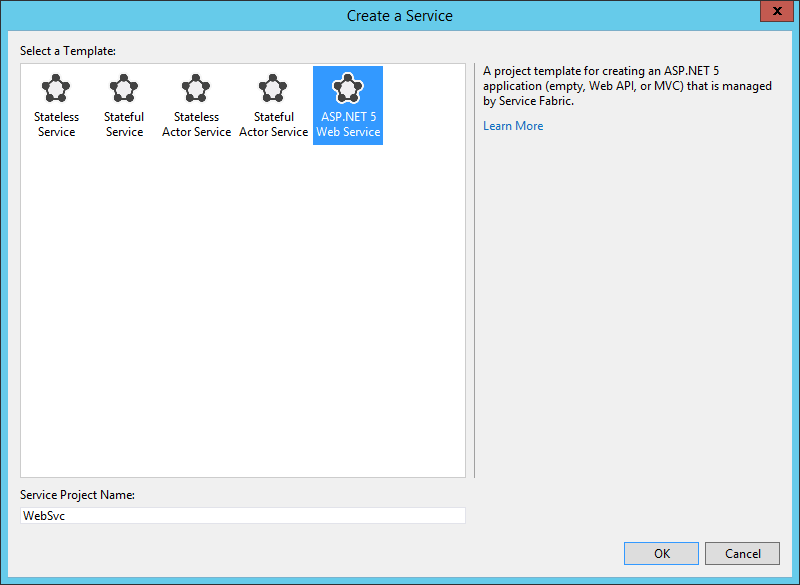 Create a Service
x
Select a Template:
Stateless
Service
Stateful
Service
Stateless
Actor Service
Stateful
Actor Service
ASP.NET 5
Web Service
A project template for creating an ASP.NET 5
application (empty, Web API, or MVC) that is managed
by Service Fabric.
Learn More
Service Project Name:
WebSvc
OK
Cancel